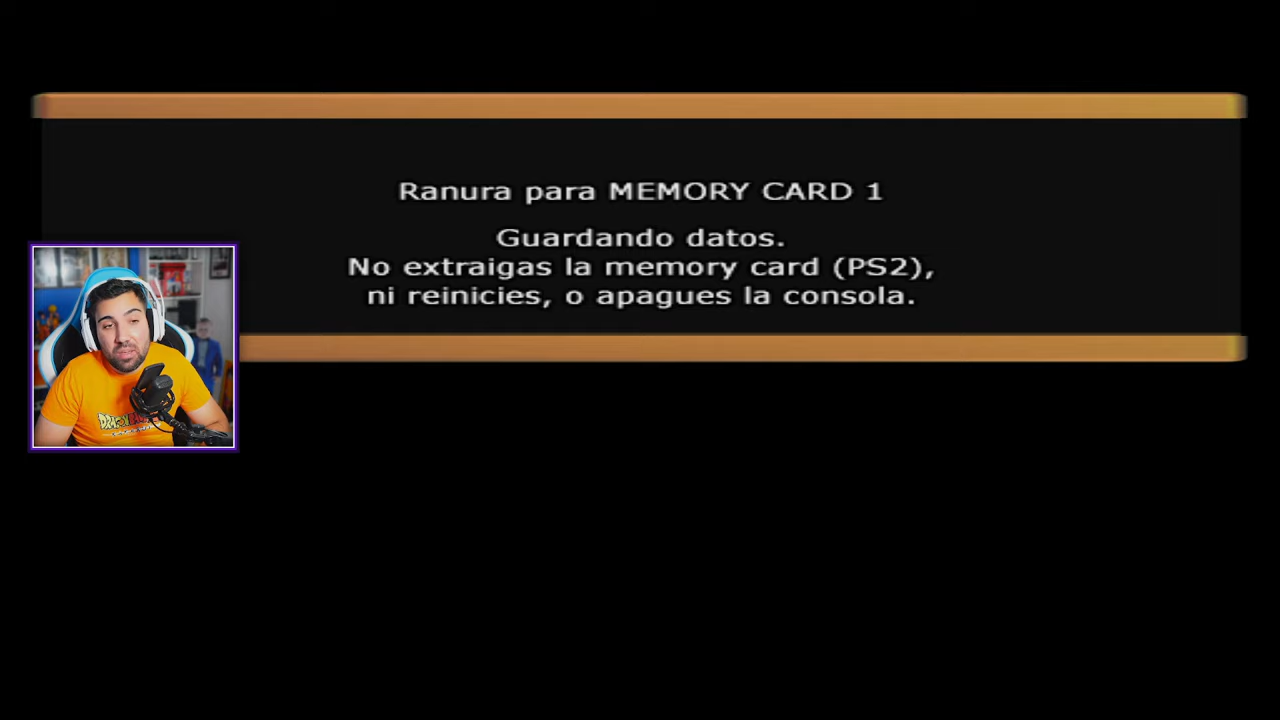 Ranura para MEMORY CARD 1
Guardando datos.
No extraigas la memory card (PS2),
ni reinicies, o apagues la consola.